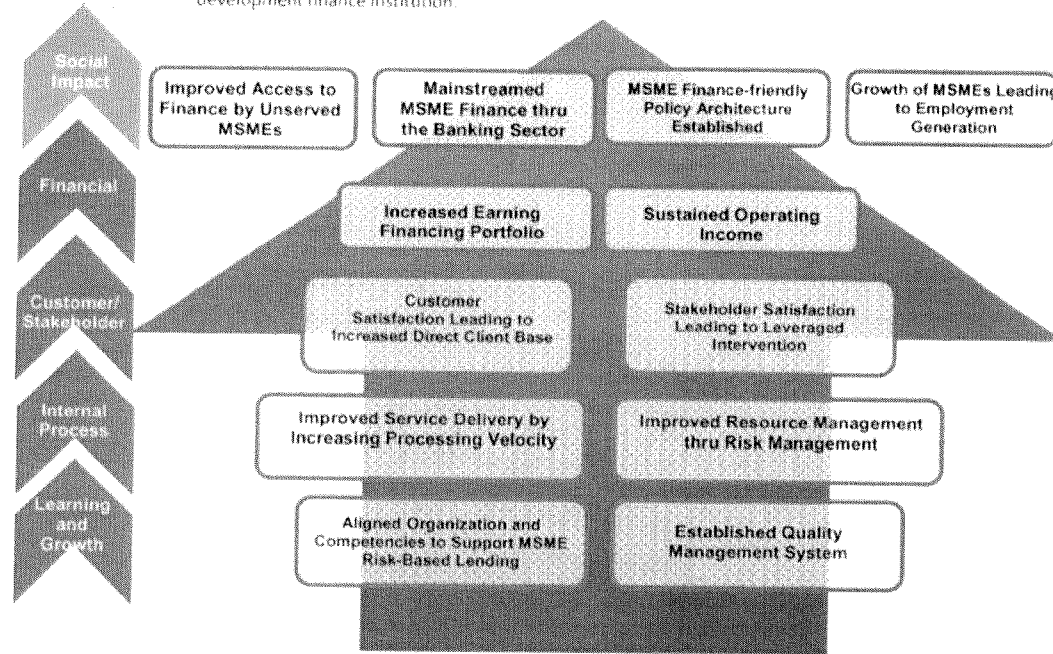 development finance institution.
Social
Impact
Improved Access to
Finance by Unserved
MSMEs
Mainstreamed
MSME Finance thru
the Banking Sector
MSME Finance-friendly
Policy Architecture
Established
Growth of MSMEs Leading
to Employment
Generation
Financial
Increased Earning
Financing Portfolio
Sustained Operating
Income
Customer/
Stakeholder
Customer
Satisfaction Leading to
Increased Direct Client Base
Stakeholder Satisfaction
Leading to Leveraged
Intervention
Internal
Process
Improved Service Delivery by
Increasing Processing Velocity
Improved Resource Management
thru Risk Management
Learning
and
Growth
Aligned Organization and
Competencies to Support MSME
Risk-Based Lending
Established Quality
Management System